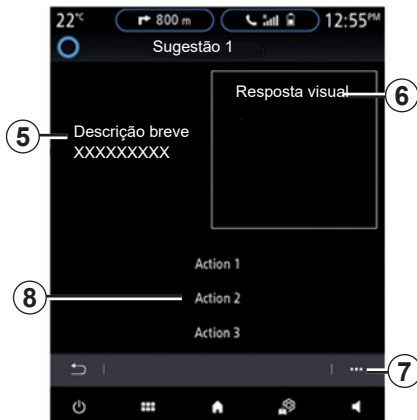 22°C
800 m
12:55PM
Sugestão 1
Resposta visual
6
5
Descrição breve
XXXXXXXXX
Action 1
8
Action 2
Action 3
7